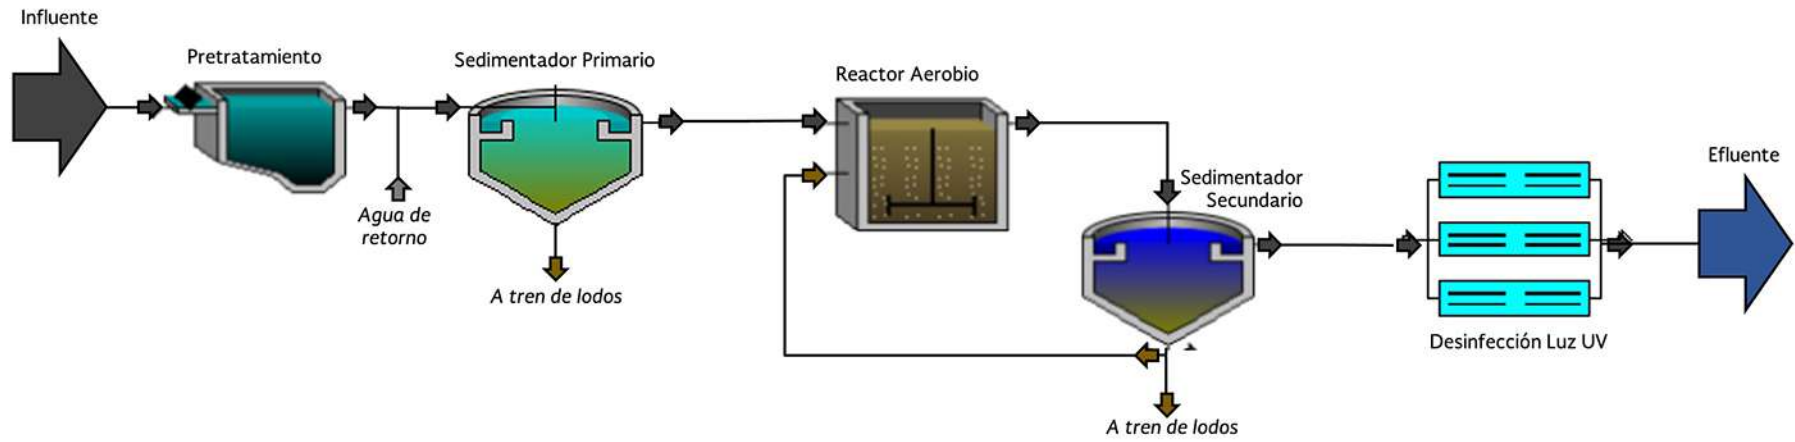 Influente
Pretratamiento
Agua de
retorno
Sedimentador Primario
A tren de lodos
Reactor Aerobio
Sedimentador
Secundario
A tren de lodos
Desinfección Luz UV
Efluente